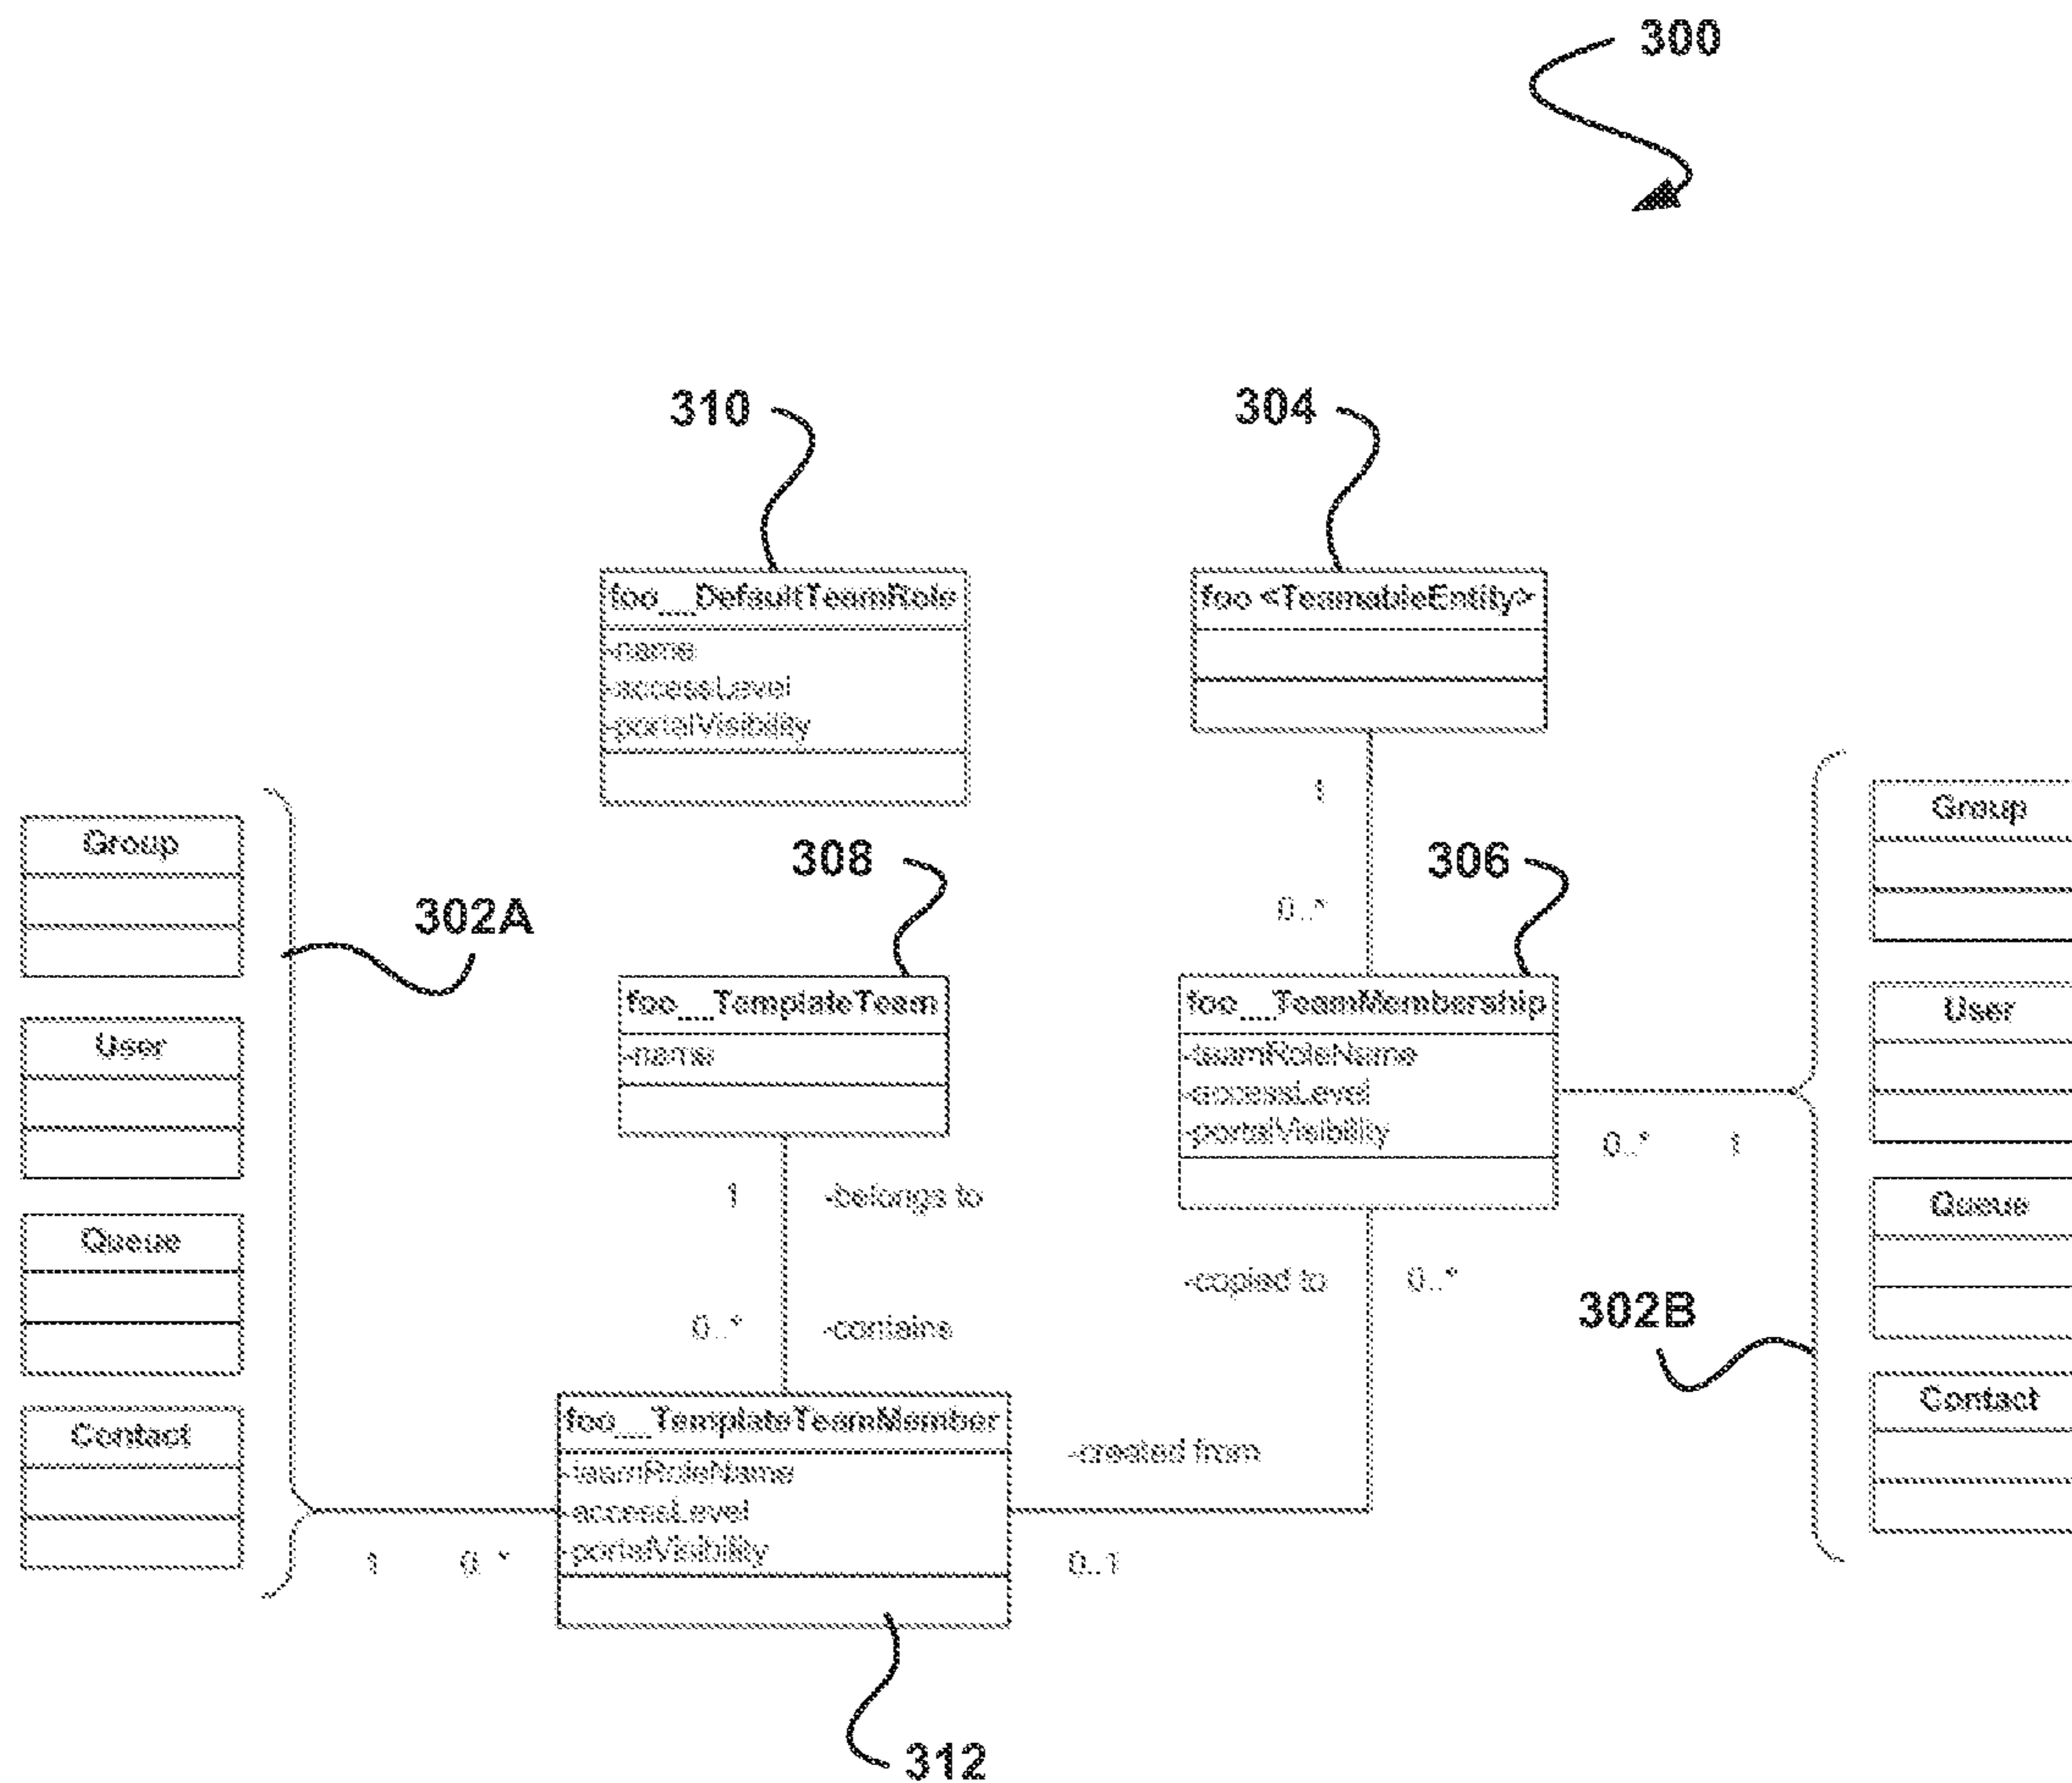 300
310
304
foo__DefaultTeamRole
-name
-accessLevel
-portalVisibility
foo <TeamableEntity>
1
0..*
Group
User
Queue
Contact
302A
308
306
foo__TemplateTeam
-name
foo__TeamMembership
-teamRoleName
-accessLevel
-portalVisibility
Group
User
Queue
Contact
0..*
1
302B
1
-belongs to
0..*
-contains
-copied to
0..*
foo__TemplateTeamMember
-teamRoleName
-accessLevel
-portalVisibility
-created from
0..1
1
0..*
312